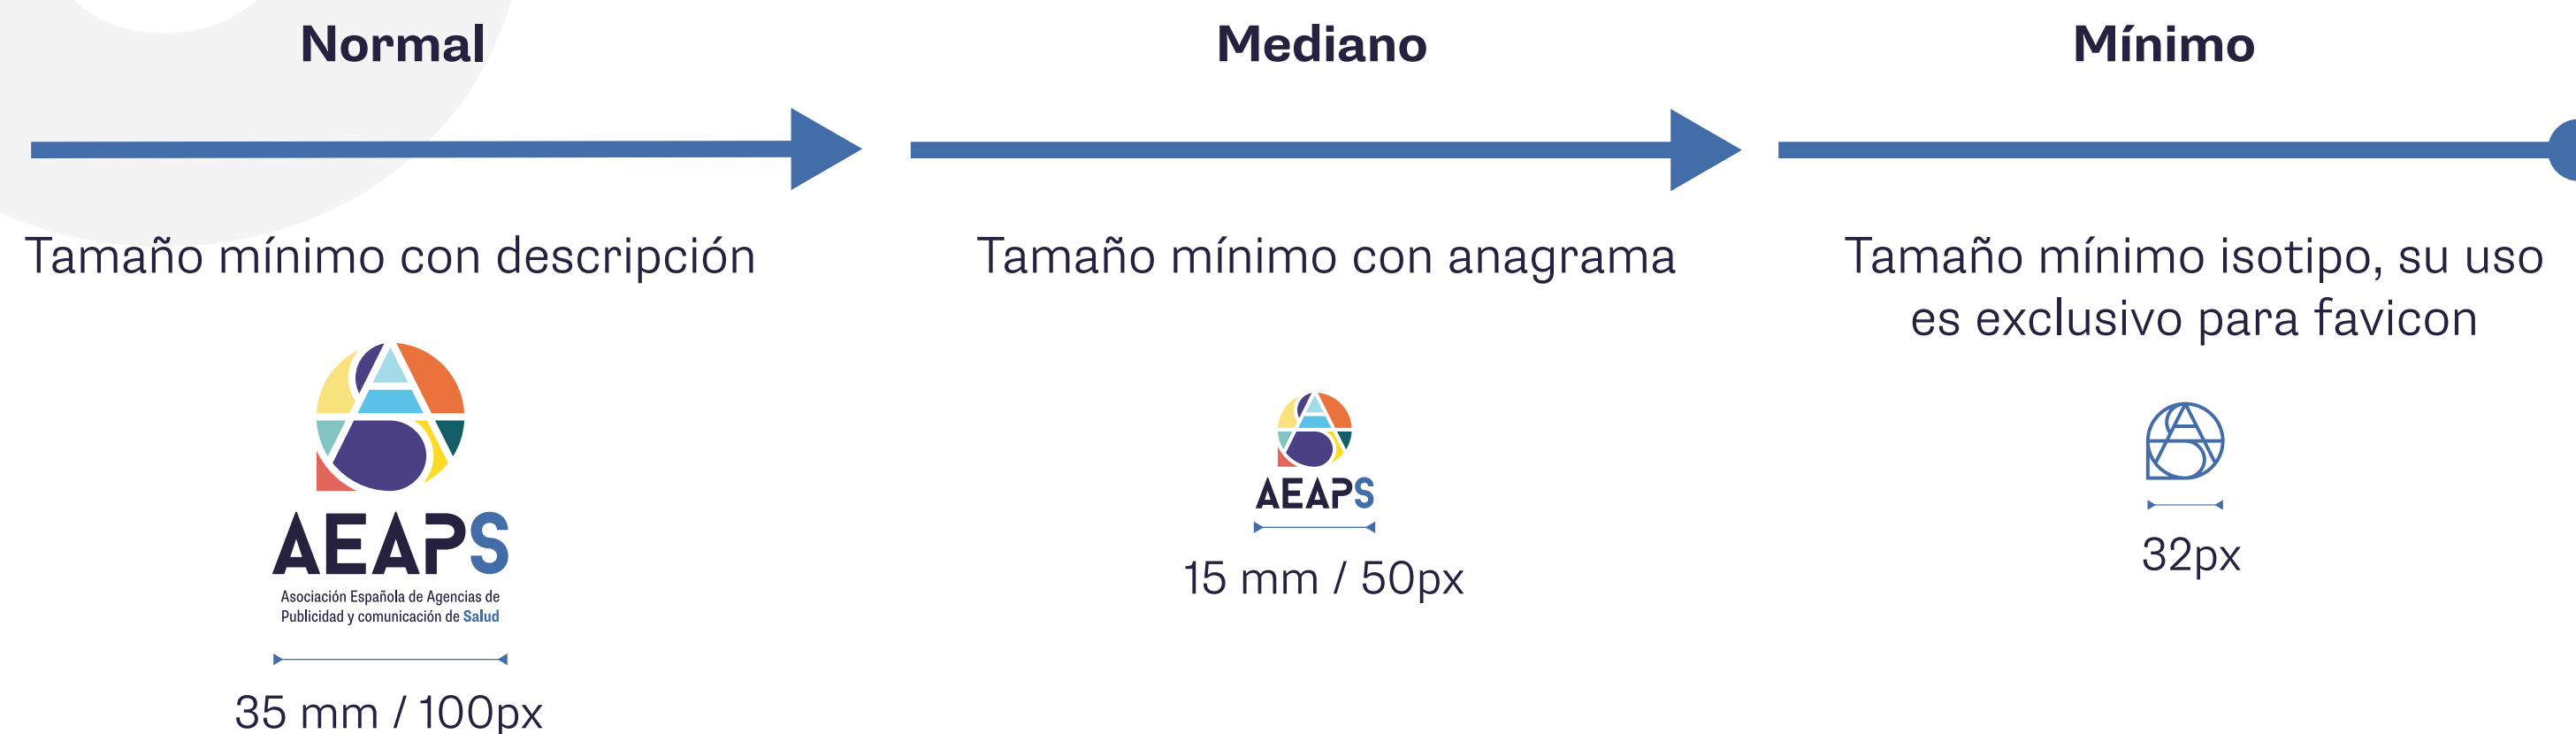 Normal
Tamaño mínimo con descripción
AEAPS
Asociación Española de Agencias de
Publicidad y comunicación de Salud
35 mm / 100px
Mediano
Tamaño mínimo con anagrama
AEAPS
15 mm / 50px
Mínimo
Tamaño mínimo isotipo, su uso
es exclusivo para favicon
32px